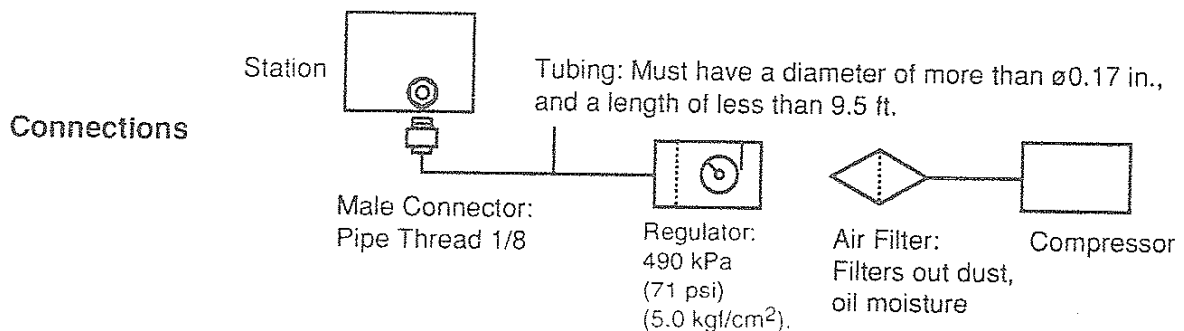 Station
Tubing: Must have a diameter of more than ø0.17 in.,
and a length of less than 9.5 ft.
Connections
Male Connector:
Pipe Thread 1/8
Regulator:
490 kPa
(71 psi)
(5.0 kgf/cm²).
Air Filter:
Filters out dust,
oil moisture
Compressor